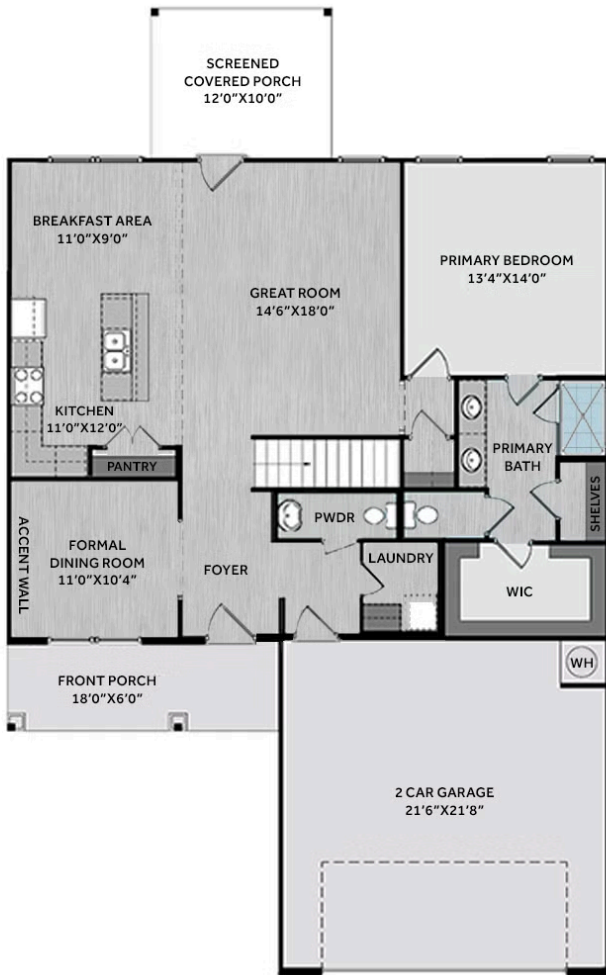 SCREENED
COVERED PORCH
12'0"X10'0"
BREAKFAST AREA
11'0"X9'0"
GREAT ROOM
14'6"X18'0"
PRIMARY BEDROOM
13'4"X14'0"
KITCHEN
11'0"X12'0"
PANTRY
PRIMARY
BATH
SHELVES
ACCENT WALL
FORMAL
DINING ROOM
11'0"X10'4"
FOYER
PWDR
LAUNDRY
WIC
FRONT PORCH
18'0"X6'0"
WH
2 CAR GARAGE
21'6"X21'8"